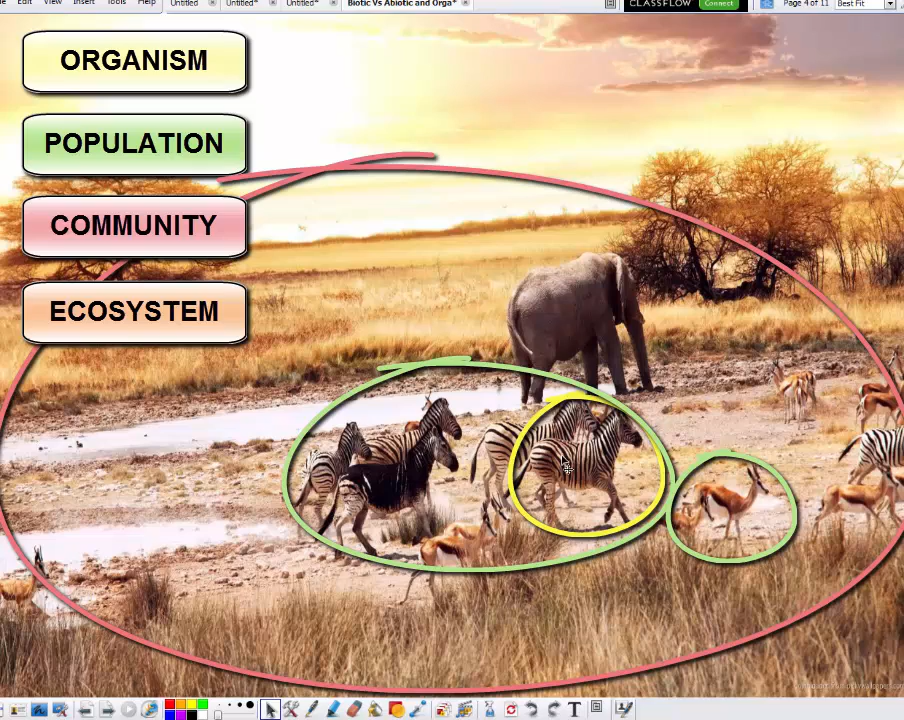 Edit View Insert Tools Help Untitled Untitled* Untitled* Biotic Vs Abiotic and Orga* CLASSFLOW Connect Page 4 of 11 Best Fit
ORGANISM
POPULATION
COMMUNITY
ECOSYSTEM